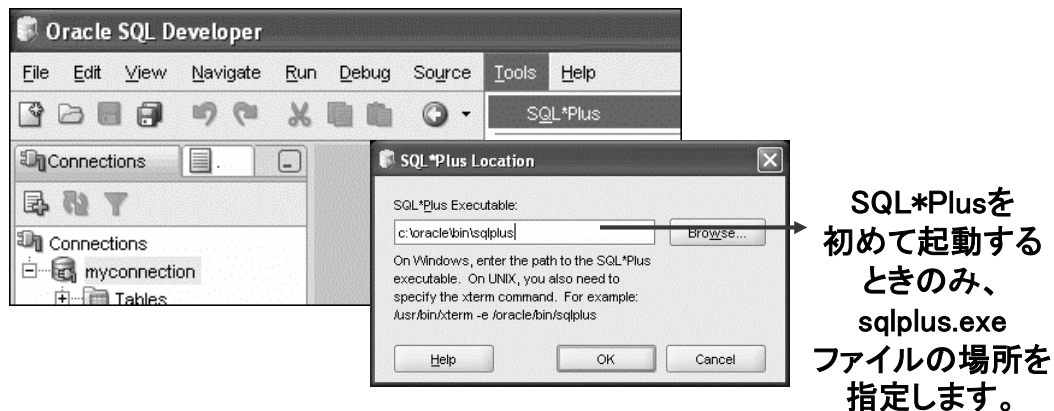 Oracle SQL Developer
File Edit View Navigate Run Debug Source Tools Help
SQL*Plus
Connections
Connections
myconnection
Tables
SQL*Plus Location
SQL*Plus Executable:
c:\oracle\bin\sqlplus
Browse...
On Windows, enter the path to the SQL*Plus
executable. On UNIX, you also need to
specify the xterm command. For example:
/usr/bin/xterm -e /oracle/bin/sqlplus
Help
OK
Cancel
SQL*Plusを
初めて起動する
ときのみ、
sqlplus.exe
ファイルの場所を
指定します。